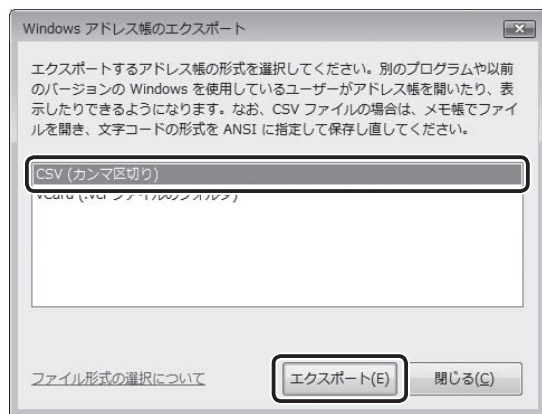 Windows アドレス帳のエクスポート
エクスポートするアドレス帳の形式を選択してください。別のプログラムや以前
のバージョンの Windows を使用しているユーザーがアドレス帳を開いたり、表
示したりできるようになります。なお、CSV ファイルの場合は、メモ帳でファイ
ルを開き、文字コードの形式を ANSI に指定して保存し直してください。
CSV (カンマ区切り)
vCard (.vcf ファイルのフォルダ)
ファイル形式の選択について
エクスポート(E)
閉じる(C)